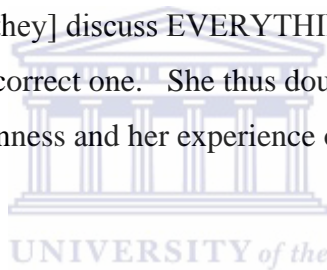 they] discuss EVERYTHI
correct one. She thus dou
nness and her experience
UNIVERSITY of the